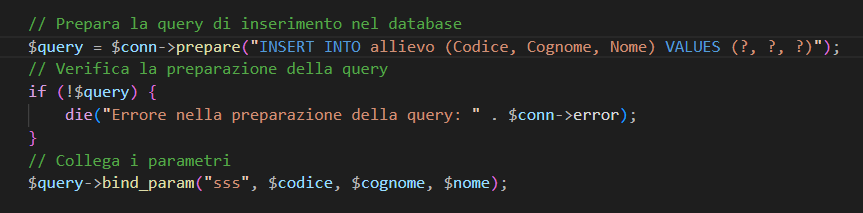 // Prepara la query di inserimento nel database
$query = $conn->prepare("INSERT INTO allievo (Codice, Cognome, Nome) VALUES (?, ?, ?)");
// Verifica la preparazione della query
if (!$query) {
    die("Errore nella preparazione della query: " . $conn->error);
}
// Collega i parametri
$query->bind_param("sss", $codice, $cognome, $nome);